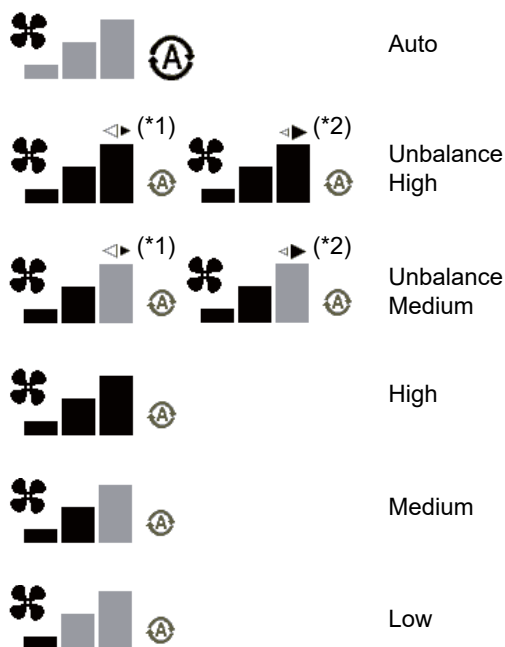 A
Auto
(*1) (*2)
A A
Unbalance
High
(*1) (*2)
A A
Unbalance
Medium
A
High
A
Medium
A
Low